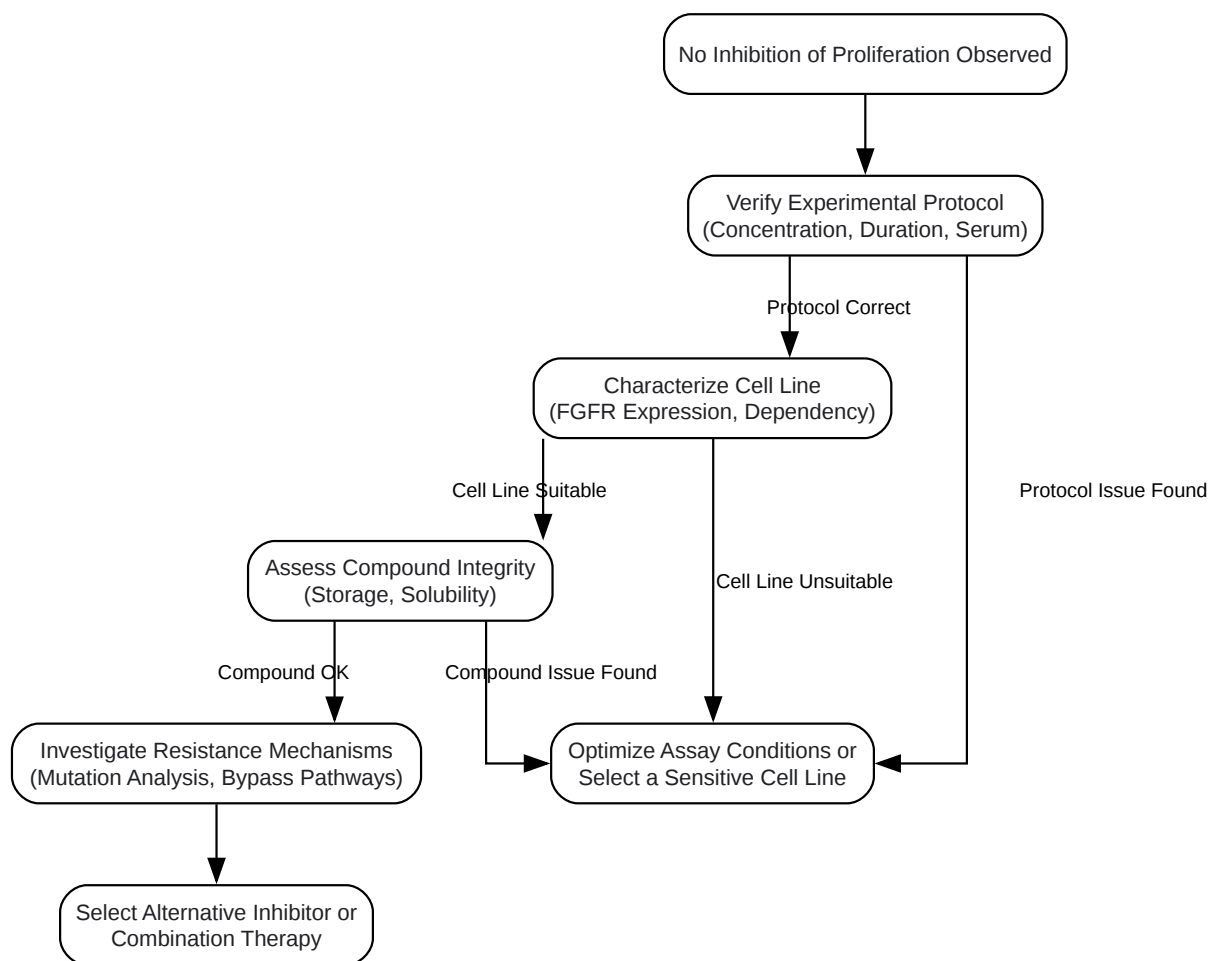 No Inhibition of Proliferation Observed
Verify Experimental Protocol
(Concentration, Duration, Serum)
Protocol Correct
Characterize Cell Line
(FGFR Expression, Dependency)
Cell Line Suitable
Protocol Issue Found
Assess Compound Integrity
(Storage, Solubility)
Cell Line Unsuitable
Compound OK
Compound Issue Found
Investigate Resistance Mechanisms
(Mutation Analysis, Bypass Pathways)
Optimize Assay Conditions or
Select a Sensitive Cell Line
Select Alternative Inhibitor or
Combination Therapy